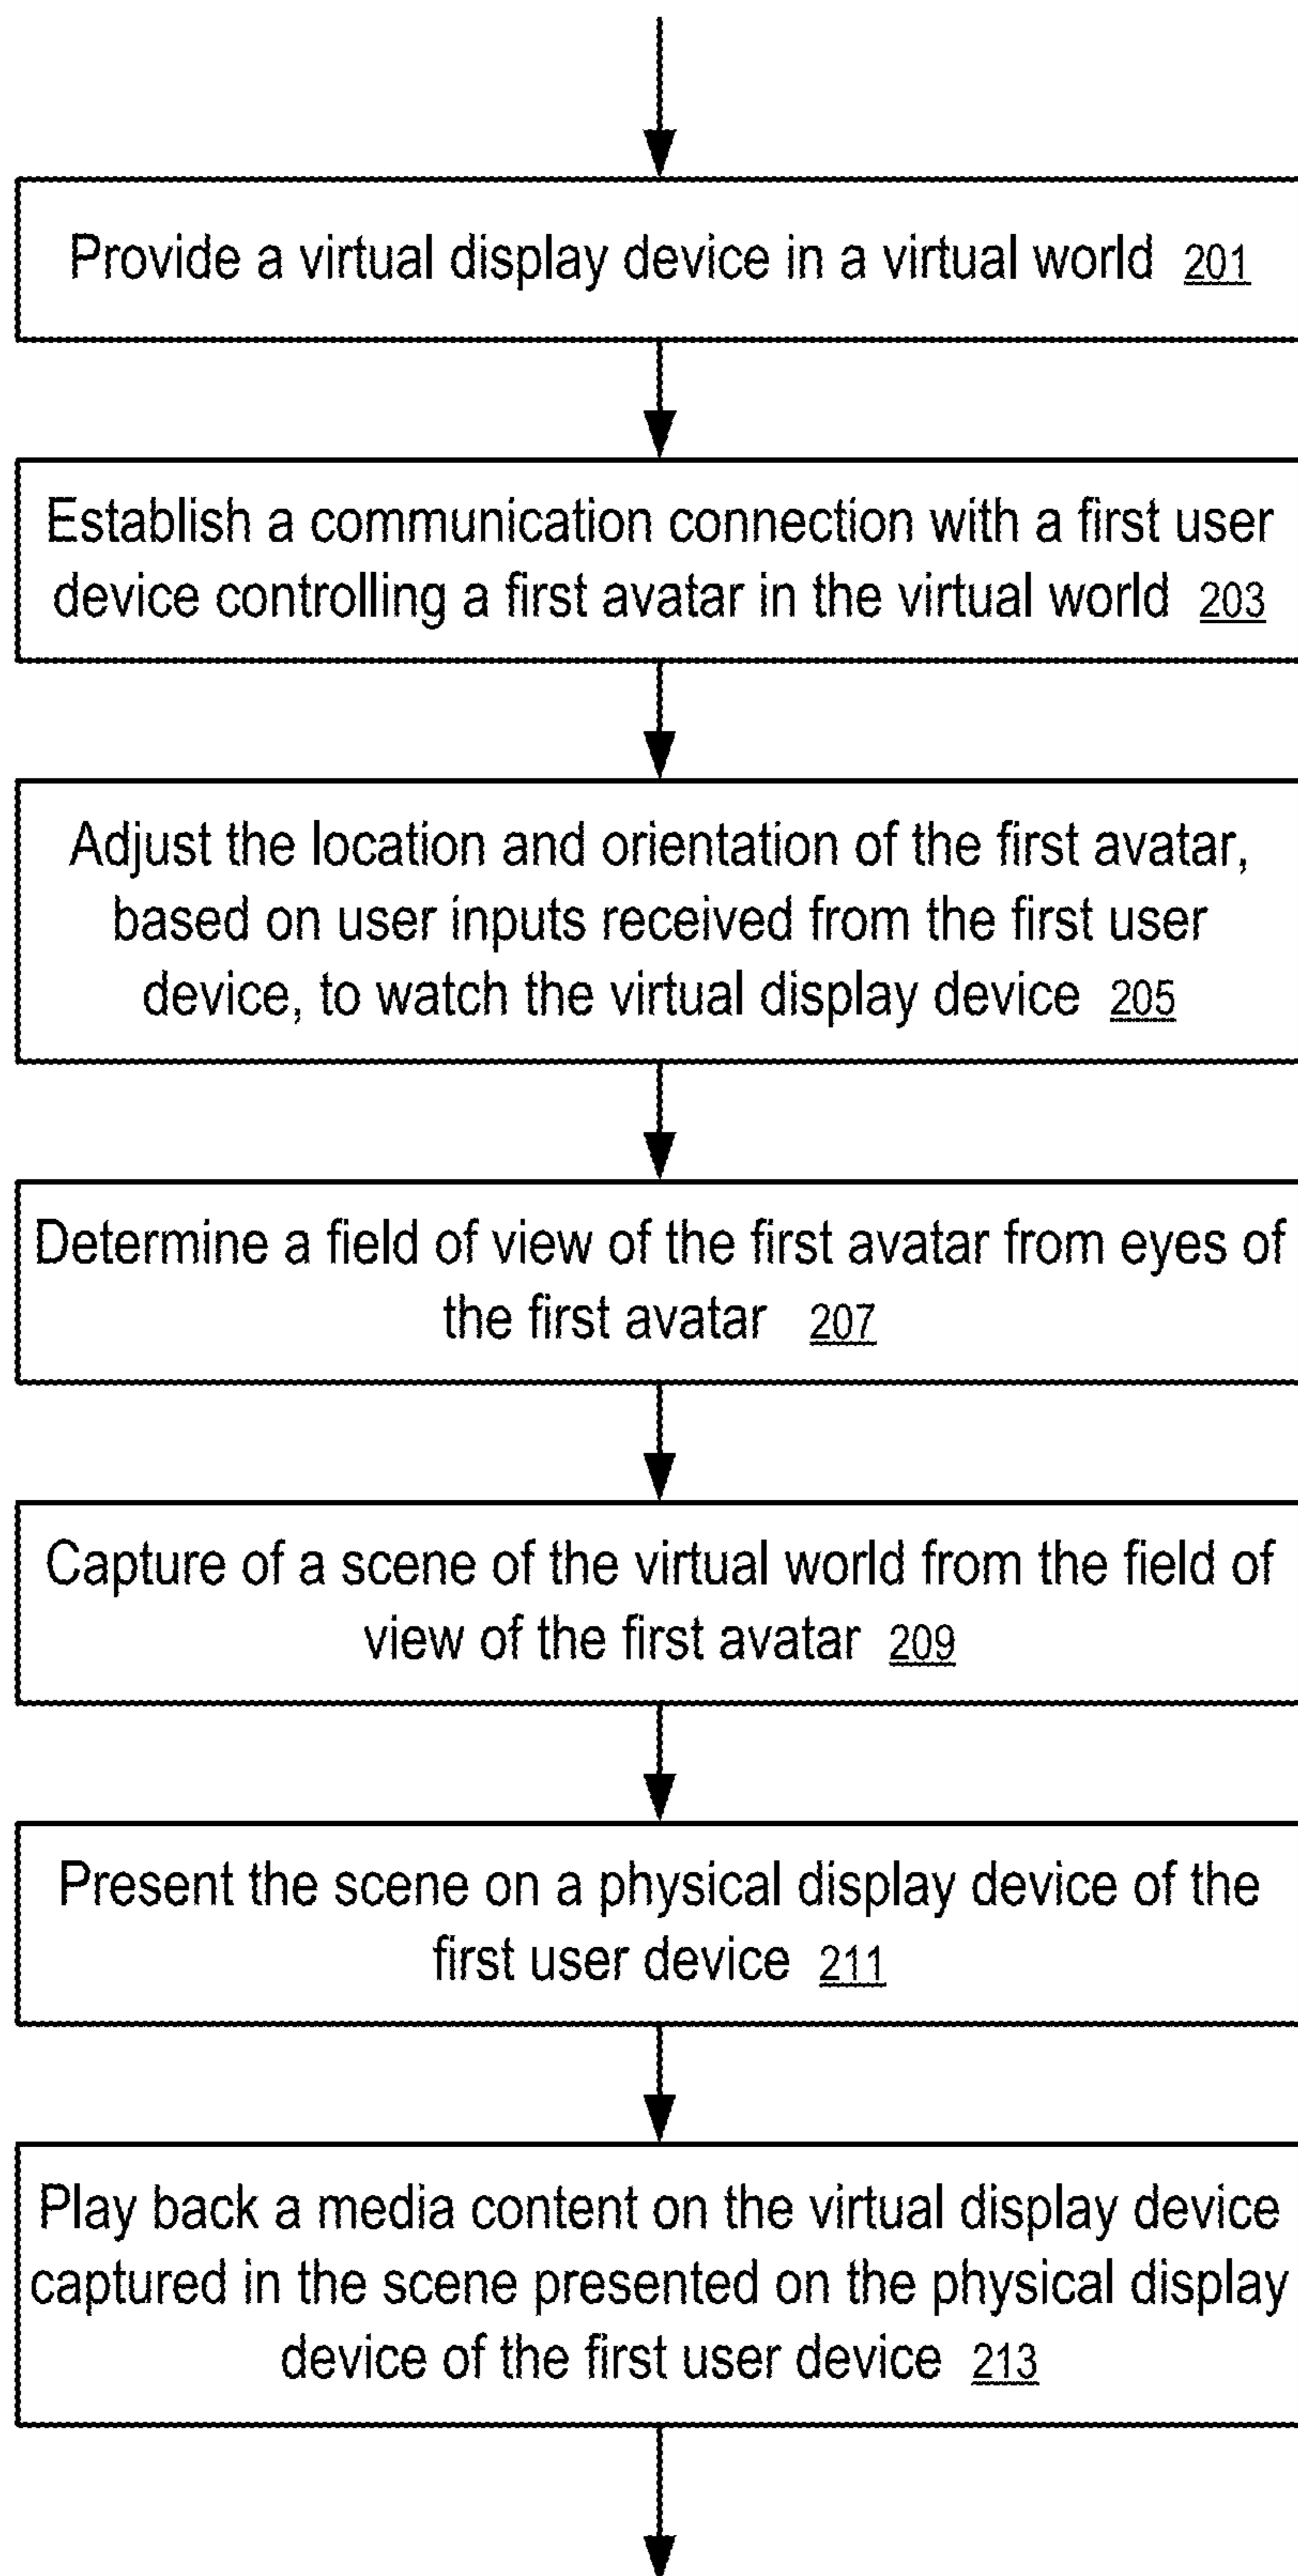 Provide a virtual display device in a virtual world 201
Establish a communication connection with a first user
device controlling a first avatar in the virtual world 203
Adjust the location and orientation of the first avatar,
based on user inputs received from the first user
device, to watch the virtual display device 205
Determine a field of view of the first avatar from eyes of
the first avatar 207
Capture of a scene of the virtual world from the field of
view of the first avatar 209
Present the scene on a physical display device of the
first user device 211
Play back a media content on the virtual display device
captured in the scene presented on the physical display
device of the first user device 213